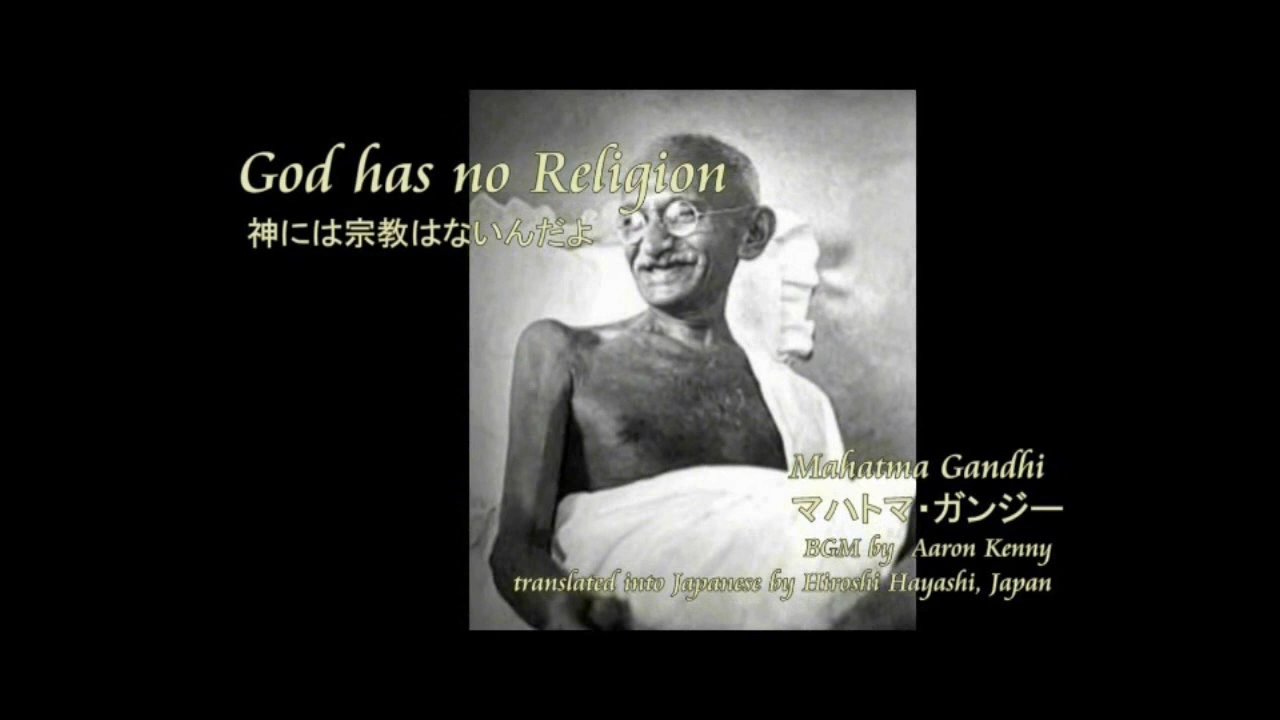 God has no Religion
神には宗教はないんだよ
Mahatma Gandhi
マハトマ・ガンジー
BGM by Aaron Kenny
translated into Japanese by Hiroshi Hayashi, Japan